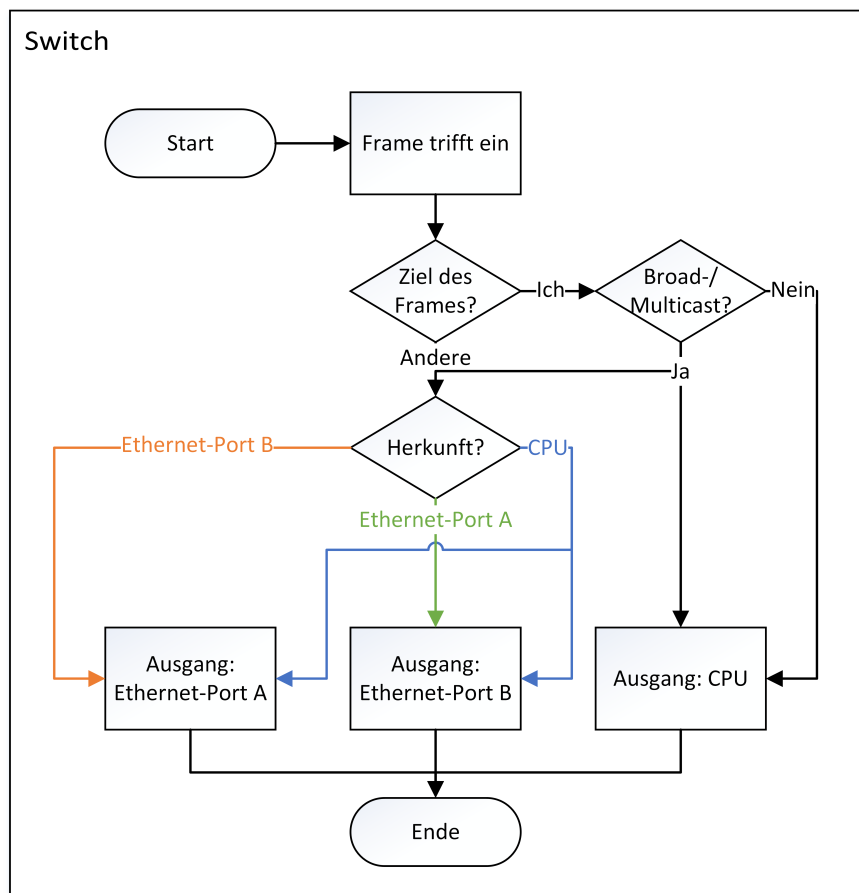 Switch
Start
Frame trifft ein
Ziel des
Frames?
Ich
Broad-/
Multicast?
Nein
Andere
Ja
Ethernet-Port B
Herkunft?
CPU
Ethernet-Port A
Ausgang:
Ethernet-Port A
Ausgang:
Ethernet-Port B
Ausgang: CPU
Ende